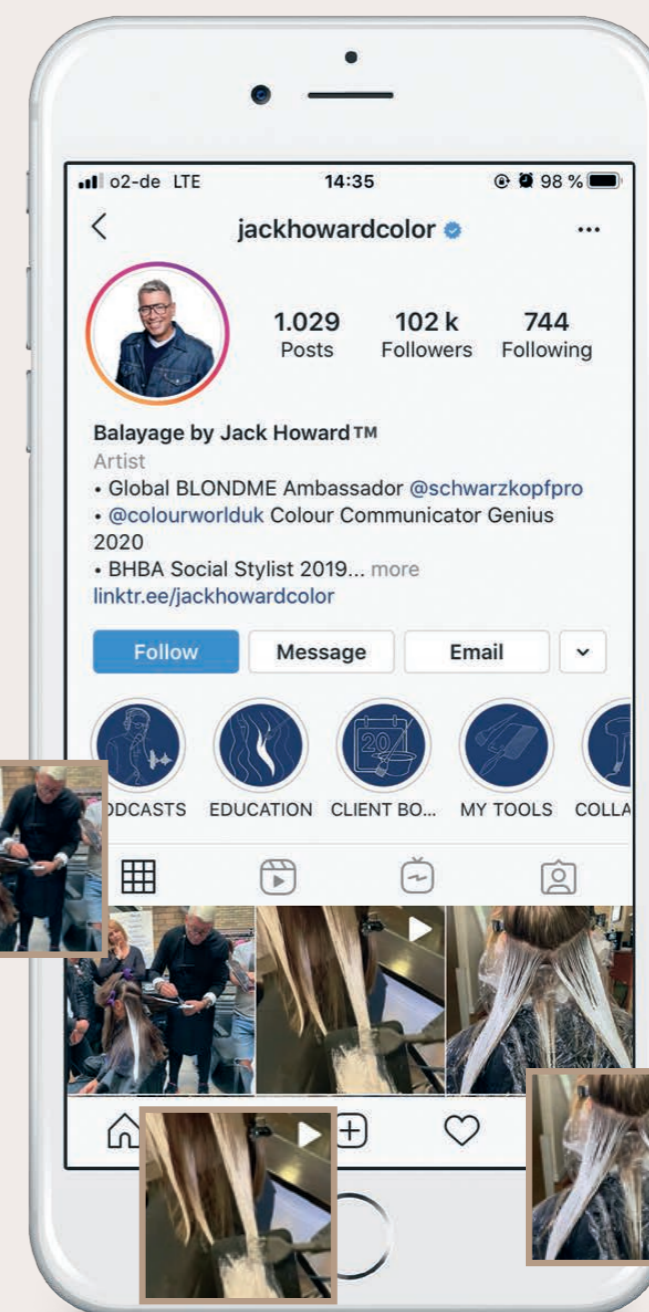 o2-de LTE 14:35 98 %
jackhowardcolor
1.029 102 k 744
Posts Followers Following
Balayage by Jack Howard™
Artist
• Global BLONDME Ambassador @schwarzkopfpro
• @colourworlduk Colour Communicator Genius
2020
• BHBA Social Stylist 2019... more
linktr.ee/jackhowardcolor
Follow Message Email
20
ODCASTS EDUCATION CLIENT BO... MY TOOLS COLLA